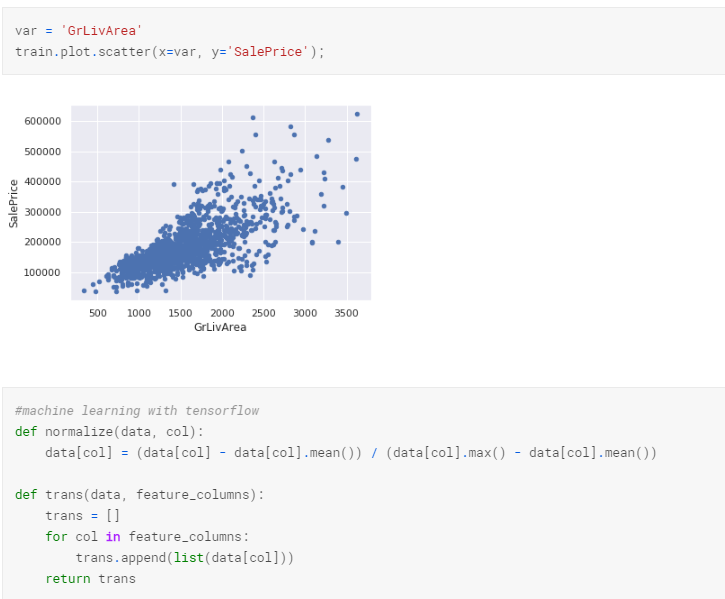 var = 'GrLivArea'
train.plot.scatter(x=var, y='SalePrice');
600000
500000
400000
300000
200000
100000
SalePrice
500 1000 1500 2000 2500 3000 3500
GrLivArea
#machine learning with tensorflow
def normalize(data, col):
    data[col] = (data[col] - data[col].mean()) / (data[col].max() - data[col].mean())
def trans(data, feature_columns):
    trans = []
    for col in feature_columns:
        trans.append(list(data[col]))
    return trans